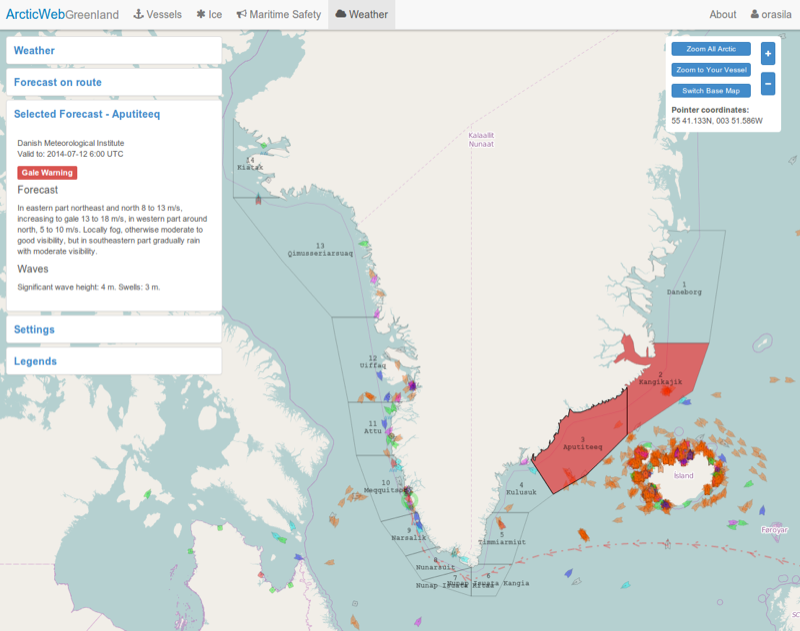 ArcticWebGreenland
Vessels
Ice
Maritime Safety
Weather
About
orasila
Weather
Forecast on route
Selected Forecast - Aputiteeq
Danish Meteorological Institute
Valid to: 2014-07-12 6:00 UTC
Gale Warning
Forecast
In eastern part northeast and north 8 to 13 m/s,
increasing to gale 13 to 18 m/s, in western part around
north, 5 to 10 m/s. Locally fog, otherwise moderate to
good visibility, but in southeastern part gradually rain
with moderate visibility.
Waves
Significant wave height: 4 m. Swells: 3 m.
Settings
Legends
Zoom All Arctic
Zoom to Your Vessel
Switch Base Map
+
−
Pointer coordinates:
55 41.133N, 003 51.586W
Kalaallit
Nunaat
14
Kiatak
13
Qimusseriarsuaq
1
Daneborg
12
Uiffaq
2
Kangikajik
11
Attu
3
Aputiteeq
10
4
Kulusuk
Island
9
Narsalik
5
Timmiarmiut
Føroyar
8
Nunarsuit
7
6
Nunap Isuata Kangia